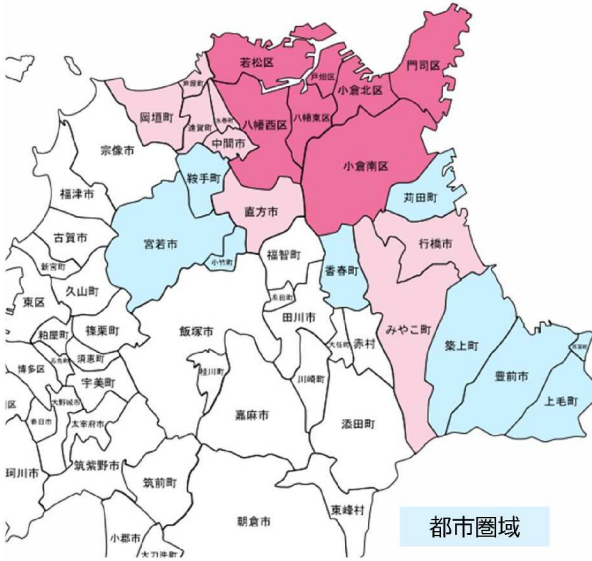 門司区
若松区
戸畑区
小倉北区
芦屋町
岡垣町
遠賀町
水巻町
八幡西区
八幡東区
中間市
宗像市
小倉南区
鞍手町
苅田町
福津市
直方市
古賀市
宮若市
行橋市
福智町
小竹町
香春町
新宮町
久山町
糸田町
東区
田川市
みやこ町
粕屋町
篠栗町
飯塚市
大任町
赤村
築上町
志免町
須恵町
博多区
桂川町
川崎町
豊前市
宇美町
上毛町
大野城市
嘉麻市
春日市
太宰府市
添田町
筑紫野市
珂川市
筑前町
東峰村
朝倉市
都市圏域
小郡市
大刀洗町